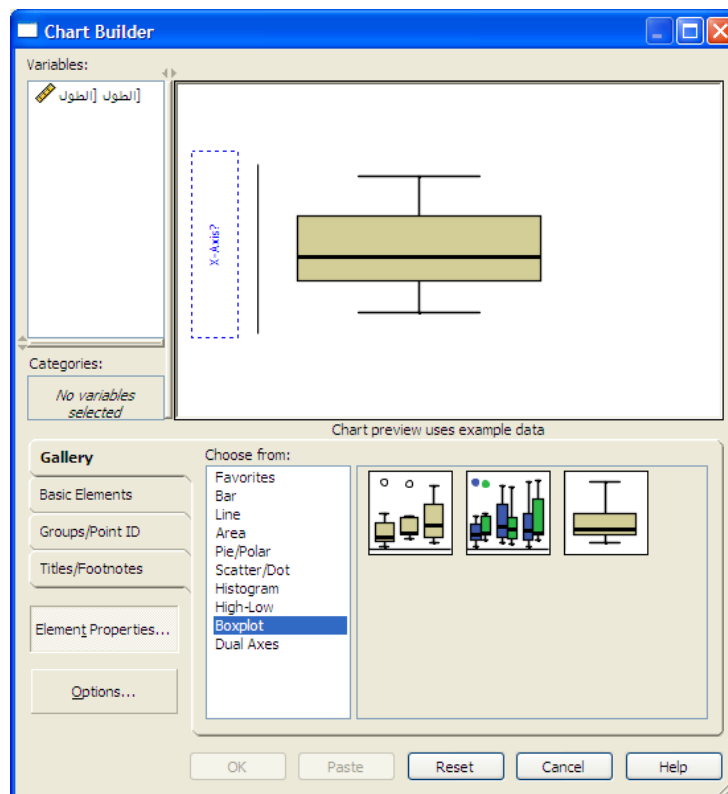 Chart Builder
Variables:
الطول [الطول]
X-Axis?
Categories:
No variables
selected
Chart preview uses example data
Gallery
Basic Elements
Groups/Point ID
Titles/Footnotes
Element Properties...
Options...
Choose from:
Favorites
Bar
Line
Area
Pie/Polar
Scatter/Dot
Histogram
High-Low
Boxplot
Dual Axes
OK
Paste
Reset
Cancel
Help